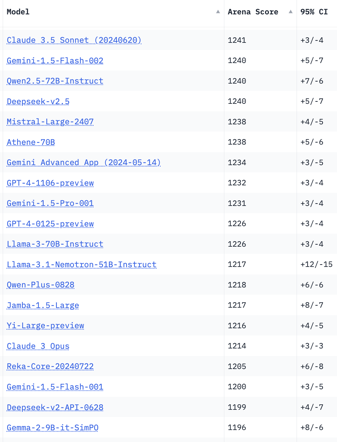 Model Arena Score 95% CI
Claude 3.5 Sonnet (20240620) 1241 +3/-4
Gemini-1.5-Flash-002 1240 +5/-7
Qwen2.5-72B-Instruct 1240 +7/-6
Deepseek-v2.5 1240 +5/-7
Mistral-Large-2407 1238 +4/-5
Athene-70B 1238 +5/-6
Gemini Advanced App (2024-05-14) 1234 +3/-5
GPT-4-1106-preview 1232 +3/-4
Gemini-1.5-Pro-001 1231 +3/-4
GPT-4-0125-preview 1226 +3/-4
Llama-3-70B-Instruct 1226 +3/-4
Llama-3.1-Nemotron-51B-Instruct 1217 +12/-15
Qwen-Plus-0828 1218 +6/-6
Jamba-1.5-Large 1217 +8/-7
Yi-Large-preview 1216 +4/-5
Claude 3 Opus 1214 +3/-3
Reka-Core-20240722 1205 +6/-8
Gemini-1.5-Flash-001 1200 +3/-5
Deepseek-v2-API-0628 1199 +4/-7
Gemma-2-9B-it-SimPO 1196 +8/-6